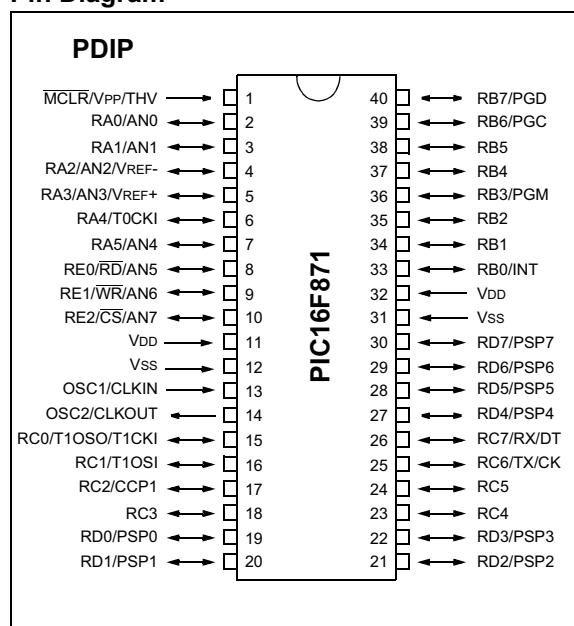 Pin Diagram
PDIP
MCLR/VPP/THV 1 40 RB7/PGD
RA0/AN0 2 39 RB6/PGC
RA1/AN1 3 38 RB5
RA2/AN2/VREF- 4 37 RB4
RA3/AN3/VREF+ 5 36 RB3/PGM
RA4/T0CKI 6 35 RB2
RA5/AN4 7 34 RB1
RE0/RD/AN5 8 33 RB0/INT
RE1/WR/AN6 9 32 VDD
RE2/CS/AN7 10 31 VSS
VDD 11 30 RD7/PSP7
VSS 12 29 RD6/PSP6
OSC1/CLKIN 13 28 RD5/PSP5
OSC2/CLKOUT 14 27 RD4/PSP4
RC0/T1OSO/T1CKI 15 26 RC7/RX/DT
RC1/T1OSI 16 25 RC6/TX/CK
RC2/CCP1 17 24 RC5
RC3 18 23 RC4
RD0/PSP0 19 22 RD3/PSP3
RD1/PSP1 20 21 RD2/PSP2
PIC16F871